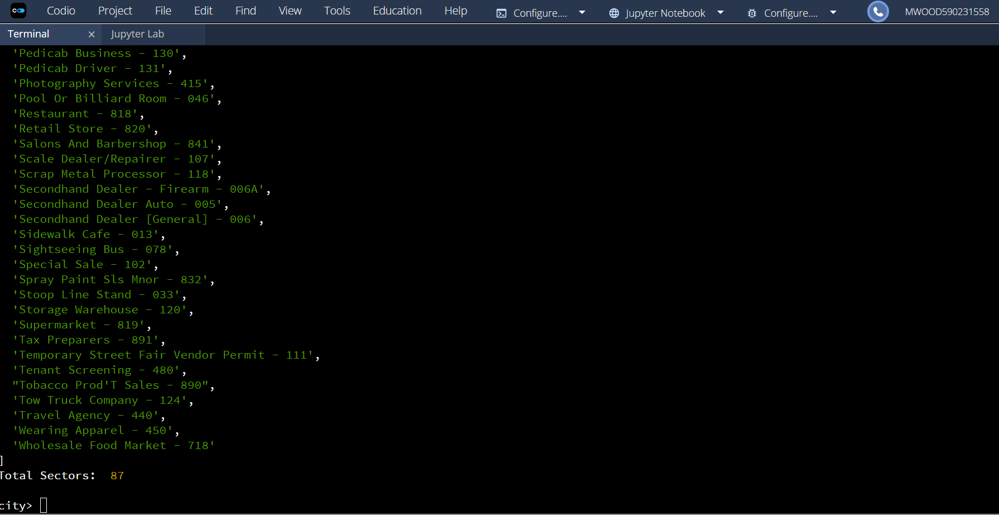 Codio Project File Edit Find View Tools Education Help Configure.... Jupyter Notebook Configure.... MWOOD590231558
Terminal × Jupyter Lab
'Pedicab Business - 130',
'Pedicab Driver - 131',
'Photography Services - 415',
'Pool Or Billiard Room - 046',
'Restaurant - 818',
'Retail Store - 820',
'Salons And Barbershop - 841',
'Scale Dealer/Repairer - 107',
'Scrap Metal Processor - 118',
'Secondhand Dealer - Firearm - 006A',
'Secondhand Dealer Auto - 005',
'Secondhand Dealer [General] - 006',
'Sidewalk Cafe - 013',
'Sightseeing Bus - 078',
'Special Sale - 102',
'Spray Paint Sls Mnor - 832',
'Stoop Line Stand - 033',
'Storage Warehouse - 120',
'Supermarket - 819',
'Tax Preparers - 891',
'Temporary Street Fair Vendor Permit - 111',
'Tenant Screening - 480',
"Tobacco Prod'T Sales - 890",
'Tow Truck Company - 124',
'Travel Agency - 440',
'Wearing Apparel - 450',
'Wholesale Food Market - 718'
]
Total Sectors: 87
city>